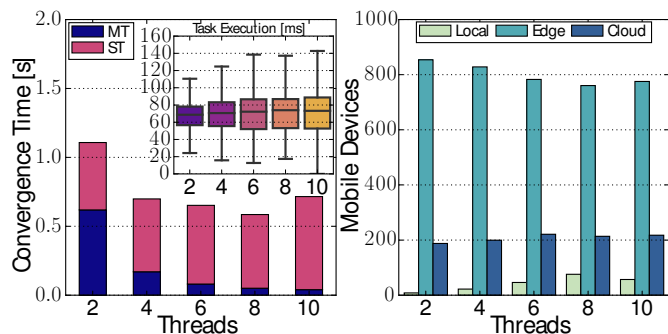 MT
ST
Task Execution [ms]
160
140
120
100
80
60
40
20
0
2 4 6 8 10
2.0
1.5
1.0
0.5
0.0
Convergence Time [s]
2 4 6 8 10
Threads
Local Edge Cloud
1000
800
600
400
200
0
Mobile Devices
2 4 6 8 10
Threads